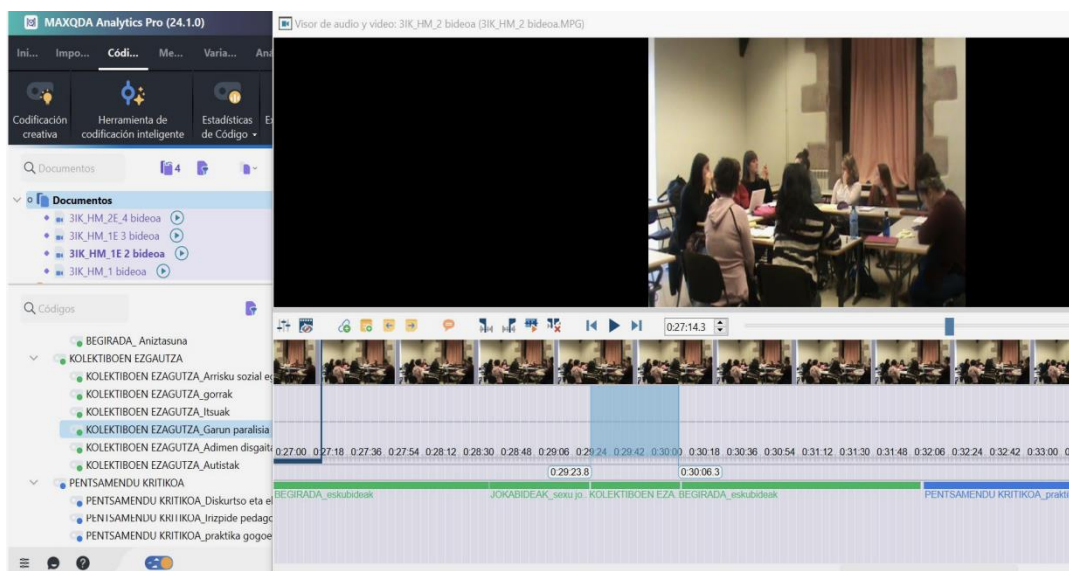 MAXQDA Analytics Pro (24.1.0)
Visor de audio y video: 3IK_HM_2 bideoa (3IK_HM_2 bideoa.MPG)
Ini... Impo... Códi... Me... Varia... Aná
Codificación creativa
Herramienta de codificación inteligente
Estadísticas de Código
Documentos
4
Documentos
3IK_HM_2E_4 bideoa
3IK_HM_1E 3 bideoa
3IK_HM_1E 2 bideoa
3IK_HM_1 bideoa
Códigos
0:27:14.3
BEGIRADA_ Aniztasuna
KOLEKTIBOEN EZGAUTZA
KOLEKTIBOEN EZAGUTZA_Arrisku sozial eg
KOLEKTIBOEN EZAGUTZA_gorrak
KOLEKTIBOEN EZAGUTZA_Itsuak
KOLEKTIBOEN EZAGUTZA_Garun paralisia
KOLEKTIBOEN EZAGUTZA_Adimen disgaita
KOLEKTIBOEN EZAGUTZA_Autistak
PENTSAMENDU KRITIKOA
PENTSAMENDU KRITIKOA_Diskurtso eta el
PENTSAMENDU KRITIKOA_Irizpide pedagc
PENTSAMENDU KRITIKOA_praktika gogoe
0:27:00 0:27:18 0:27:36 0:27:54 0:28:12 0:28:30 0:28:48 0:29:06 0:29:24 0:29:42 0:30:00 0:30:18 0:30:36 0:30:54 0:31:12 0:31:30 0:31:48 0:32:06 0:32:24 0:32:42 0:33:00
0:29:23.8 0:30:06.3
BEGIRADA_eskubideak JOKABIDEAK_sexu jo.. KOLEKTIBOEN EZA. BEGIRADA_eskubideak PENTSAMENDU KRITIKOA_prakti